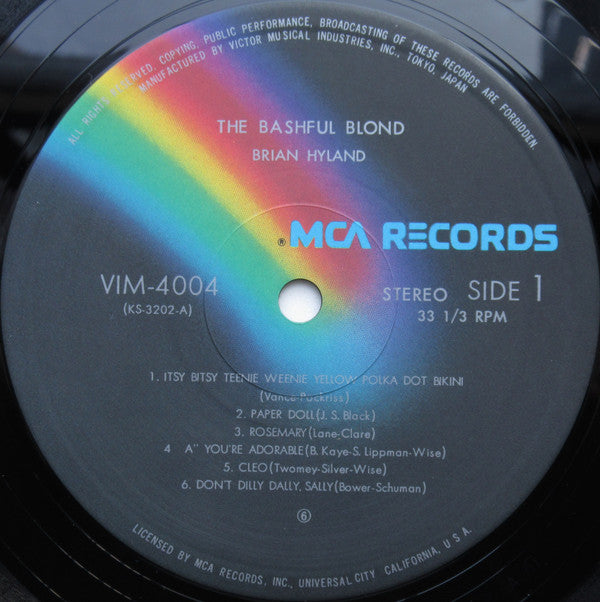 ALL RIGHTS RESERVED. COPYING, PUBLIC PERFORMANCE, BROADCASTING OF THESE RECORDS ARE FORBIDDEN.
MANUFACTURED BY VICTOR MUSICAL INDUSTRIES, INC., TOKYO, JAPAN
THE BASHFUL BLOND
BRIAN HYLAND
® MCA RECORDS
VIM-4004
(KS-3202-A)
STEREO SIDE 1
33 1/3 RPM
1. ITSY BITSY TEENIE WEENIE YELLOW POLKA DOT BIKINI
(Vance-Pockriss)
2. PAPER DOLL(J. S. Black)
3. ROSEMARY(Lane-Clare)
4 A" YOU'RE ADORABLE(B. Kaye-S. Lippman-Wise)
5. CLEO(Twomey-Silver-Wise)
6. DON'T DILLY DALLY, SALLY(Bower-Schuman)
⑥
LICENSED BY MCA RECORDS, INC., UNIVERSAL CITY CALIFORNIA, U.S.A.